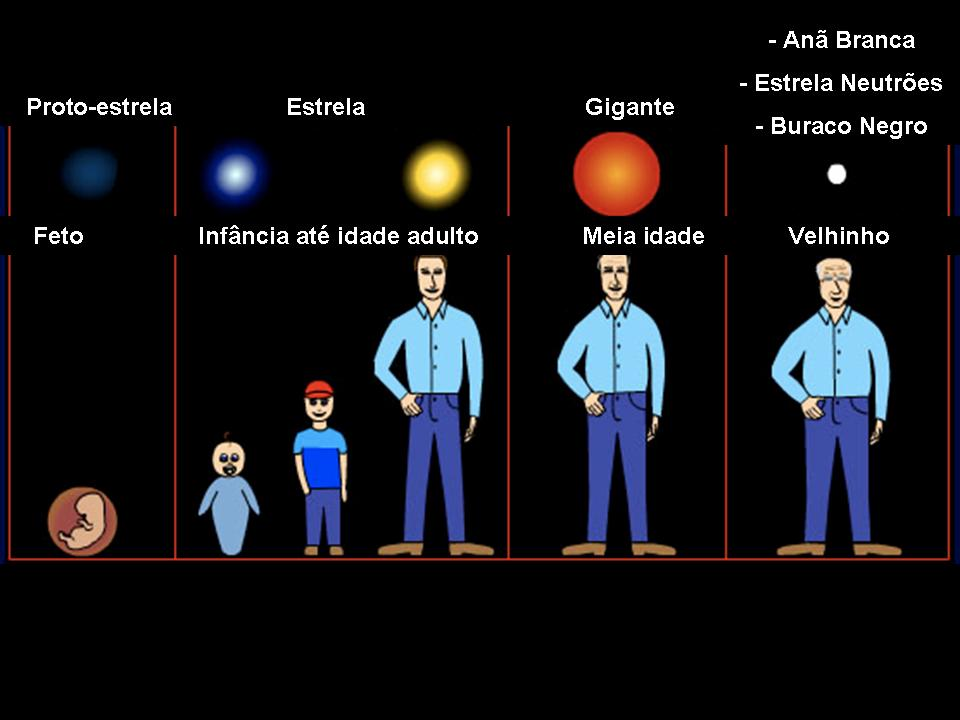 - Anã Branca
- Estrela Neutrões
- Buraco Negro
Proto-estrela
Estrela
Gigante
Feto
Infância até idade adulto
Meia idade
Velhinho